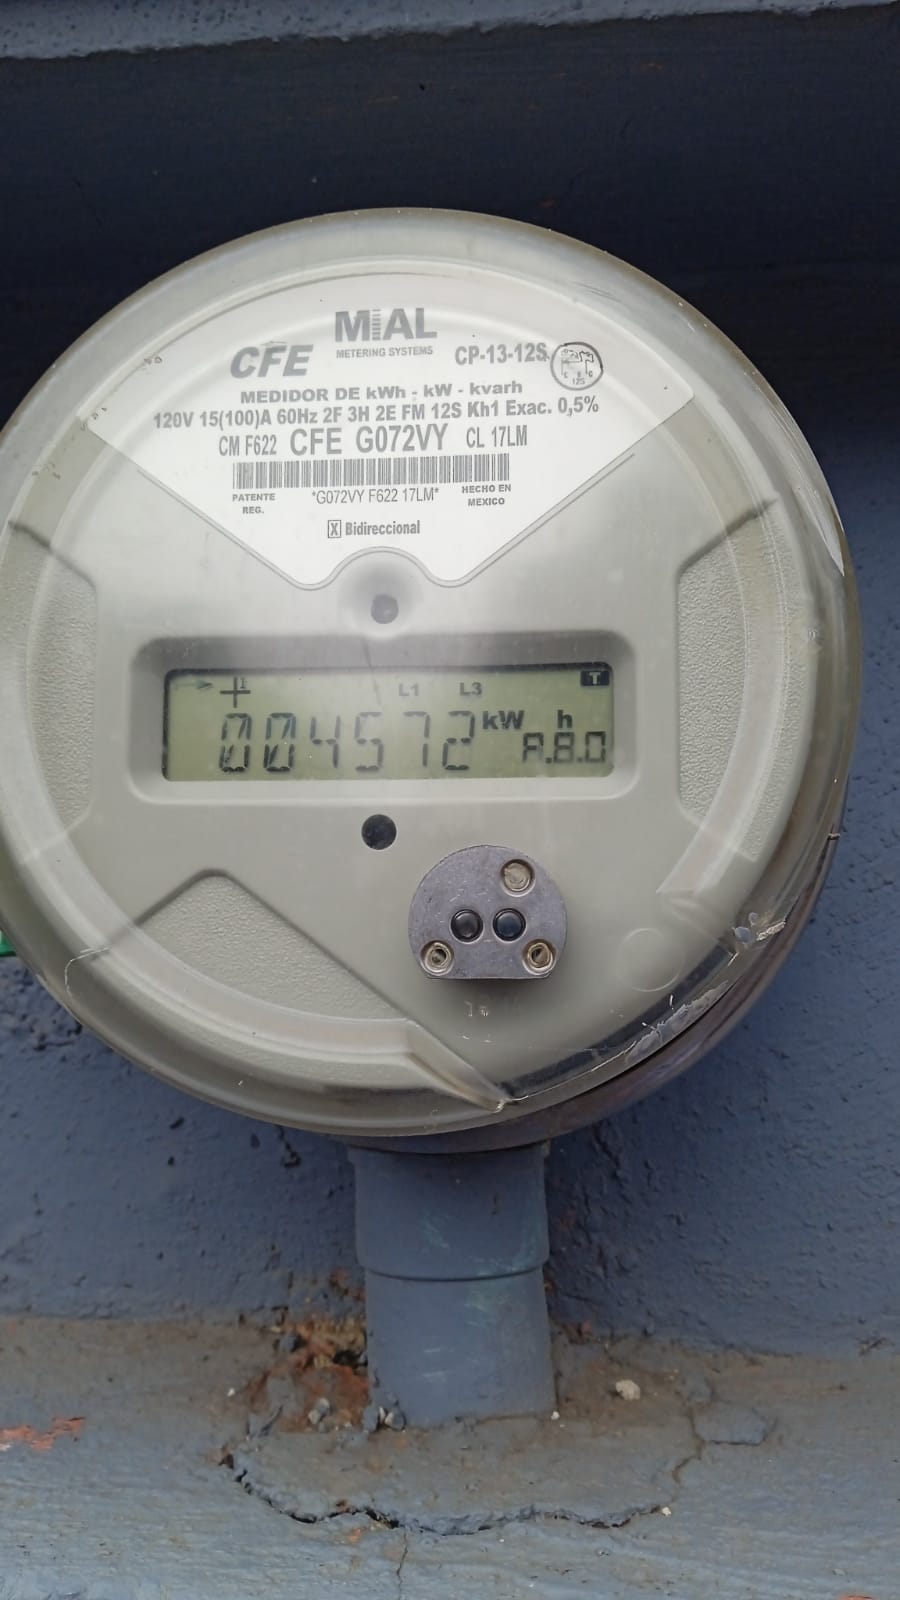 MIAL
METERING SYSTEMS
CFE
CP-13-12S
MEDIDOR DE kWh - kW - kvarh
120V 15(100)A 60Hz 2F 3H 2E FM 12S Kh1 Exac. 0,5%
CM F622 CFE G072VY CL 17LM
PATENTE REG.
*G072VY F622 17LM*
HECHO EN MEXICO
X Bidireccional
L1 L3 T
004572 kW h A.8.0